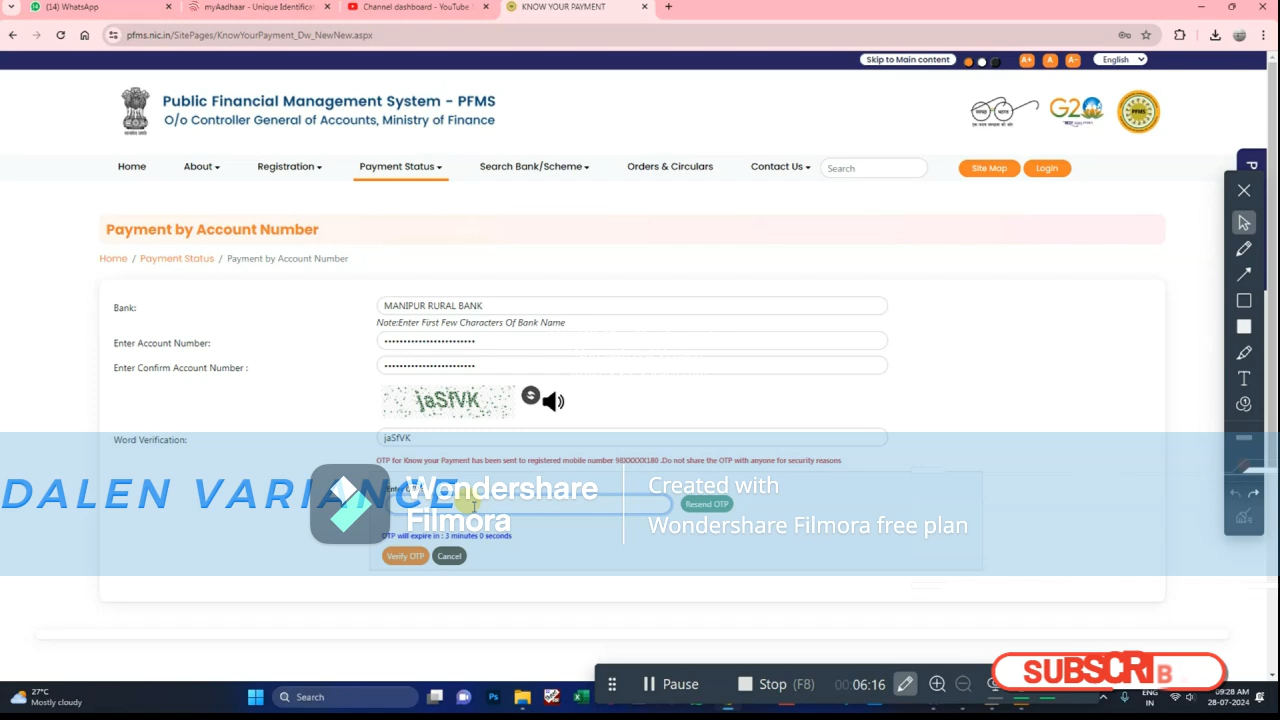 (14) WhatsApp
myAadhaar - Unique Identificat
Channel dashboard - YouTube
KNOW YOUR PAYMENT
pfms.nic.in/SitePages/KnowYourPayment_Dw_NewNew.aspx
Skip to Main content
A+ A A-
English
Public Financial Management System - PFMS
O/o Controller General of Accounts, Ministry of Finance
G20
PFMS
Home About Registration Payment Status Search Bank/Scheme Orders & Circulars Contact Us Search Site Map Login
P
Payment by Account Number
Home / Payment Status / Payment by Account Number
Bank: MANIPUR RURAL BANK
Note:Enter First Few Characters Of Bank Name
Enter Account Number: ••••••••••••••••••••••••
Enter Confirm Account Number : ••••••••••••••••••••••••
jaSfVK
Word Verification: jaSfVK
OTP for Know your Payment has been sent to registered mobile number 98XXXXX180 .Do not share the OTP with anyone for security reasons
DALEN VARIANCE
Wondershare
Filmora
Created with
Wondershare Filmora free plan
Resend OTP
OTP will expire in : 3 minutes 0 seconds
Verify OTP Cancel
T
Pause Stop (F8) 00:06:16
SUBSCRIB
27°C
Mostly cloudy
Search
Ps
ENG
IN
09:28 AM
28-07-2024